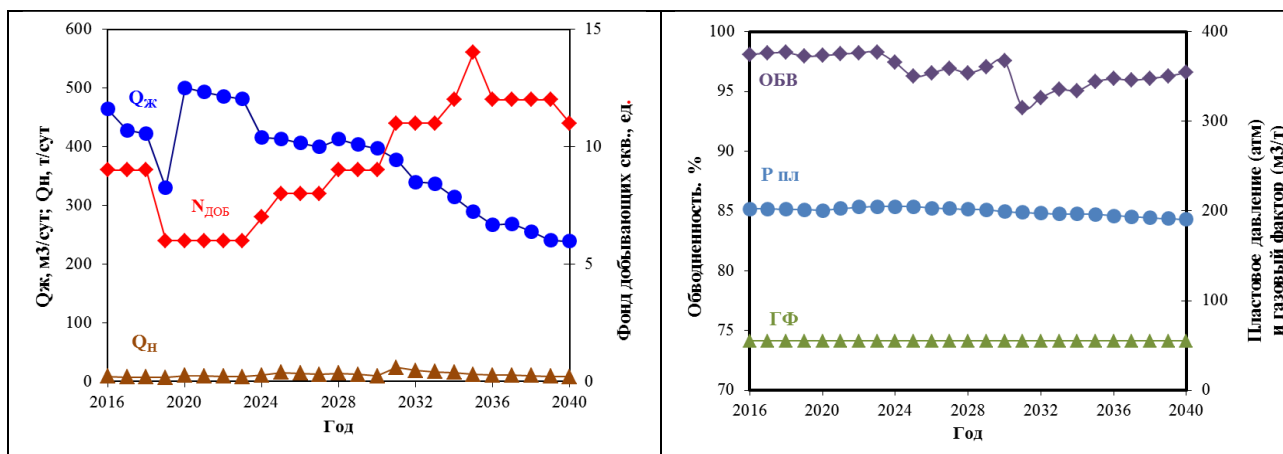 600
500
400
300
200
100
0
Qж, м3/сут; Qн, т/сут
Qж
NДОБ
QН
15
10
5
0
Фонд добывающих скв., ед.
2016 2020 2024 2028 2032 2036 2040
Год
100
95
90
85
80
75
70
Обводненность. %
ОБВ
Р пл
ГФ
400
300
200
100
0
Пластовое давление (атм)
и газовый фактор (м3/т)
2016 2020 2024 2028 2032 2036 2040
Год